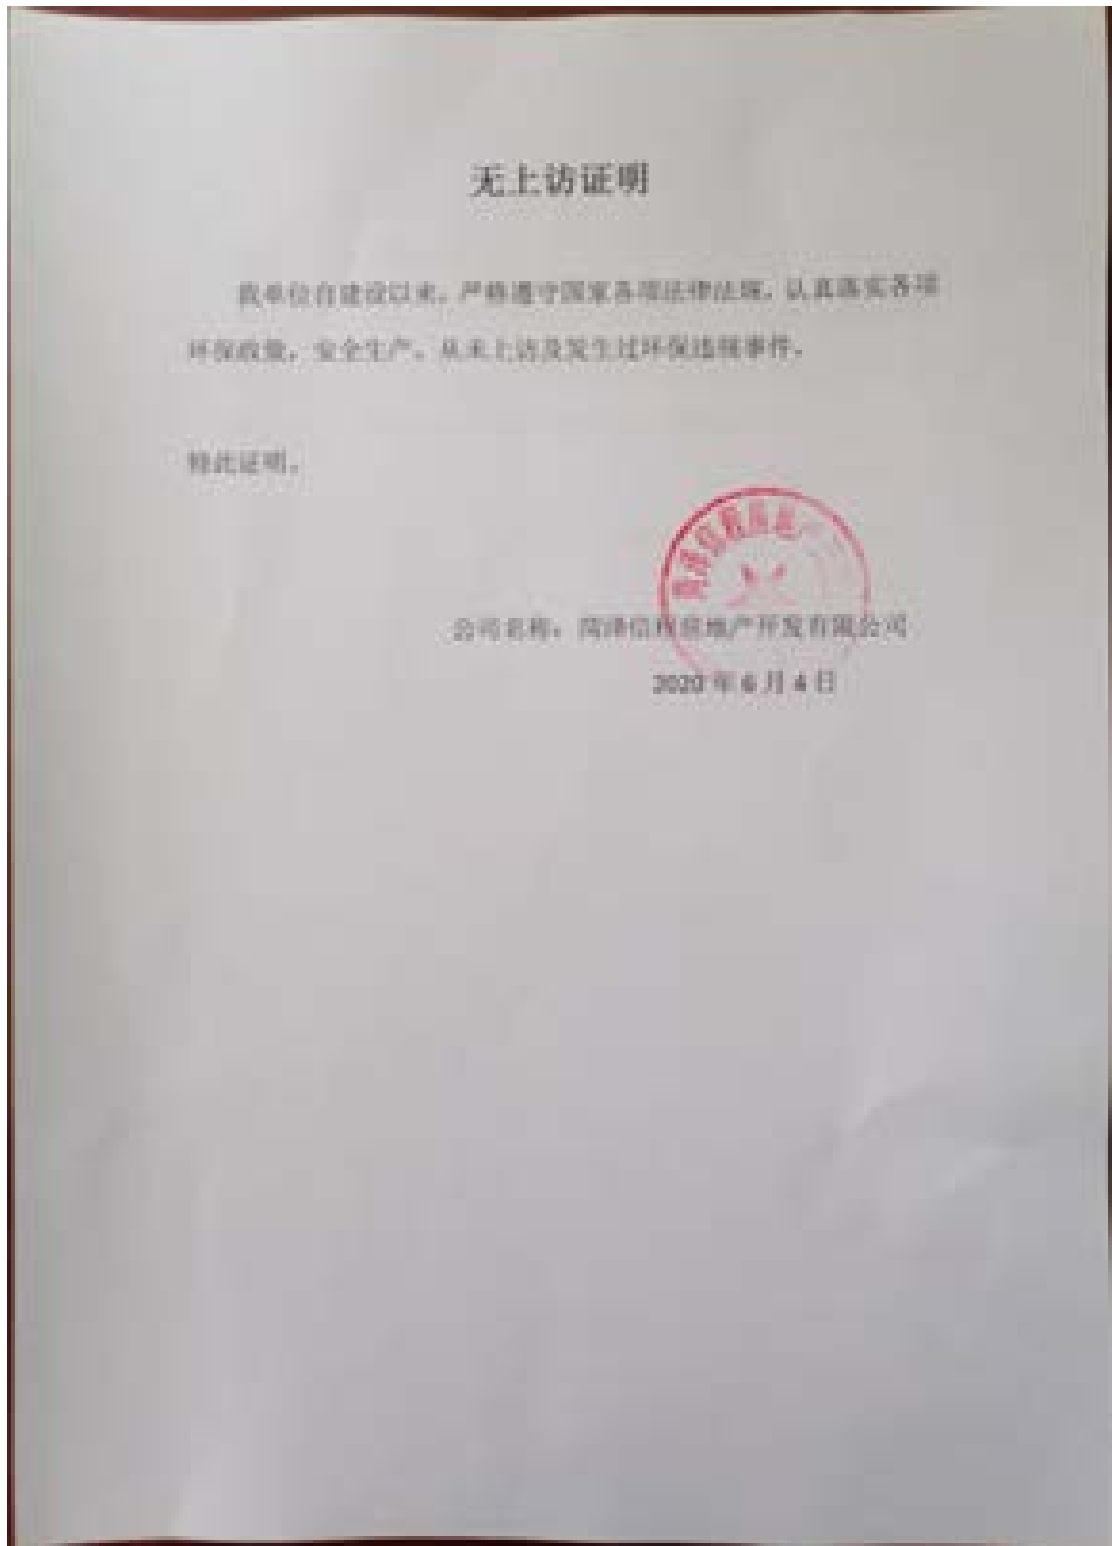 无上访证明
我单位自建设以来，严格遵守国家各项法律法规，认真落实各项
环保政策，安全生产，从未上访及发生过环保违规事件。
特此证明。
公司名称：菏泽信 房地产开发有限公司
2020年6月4日